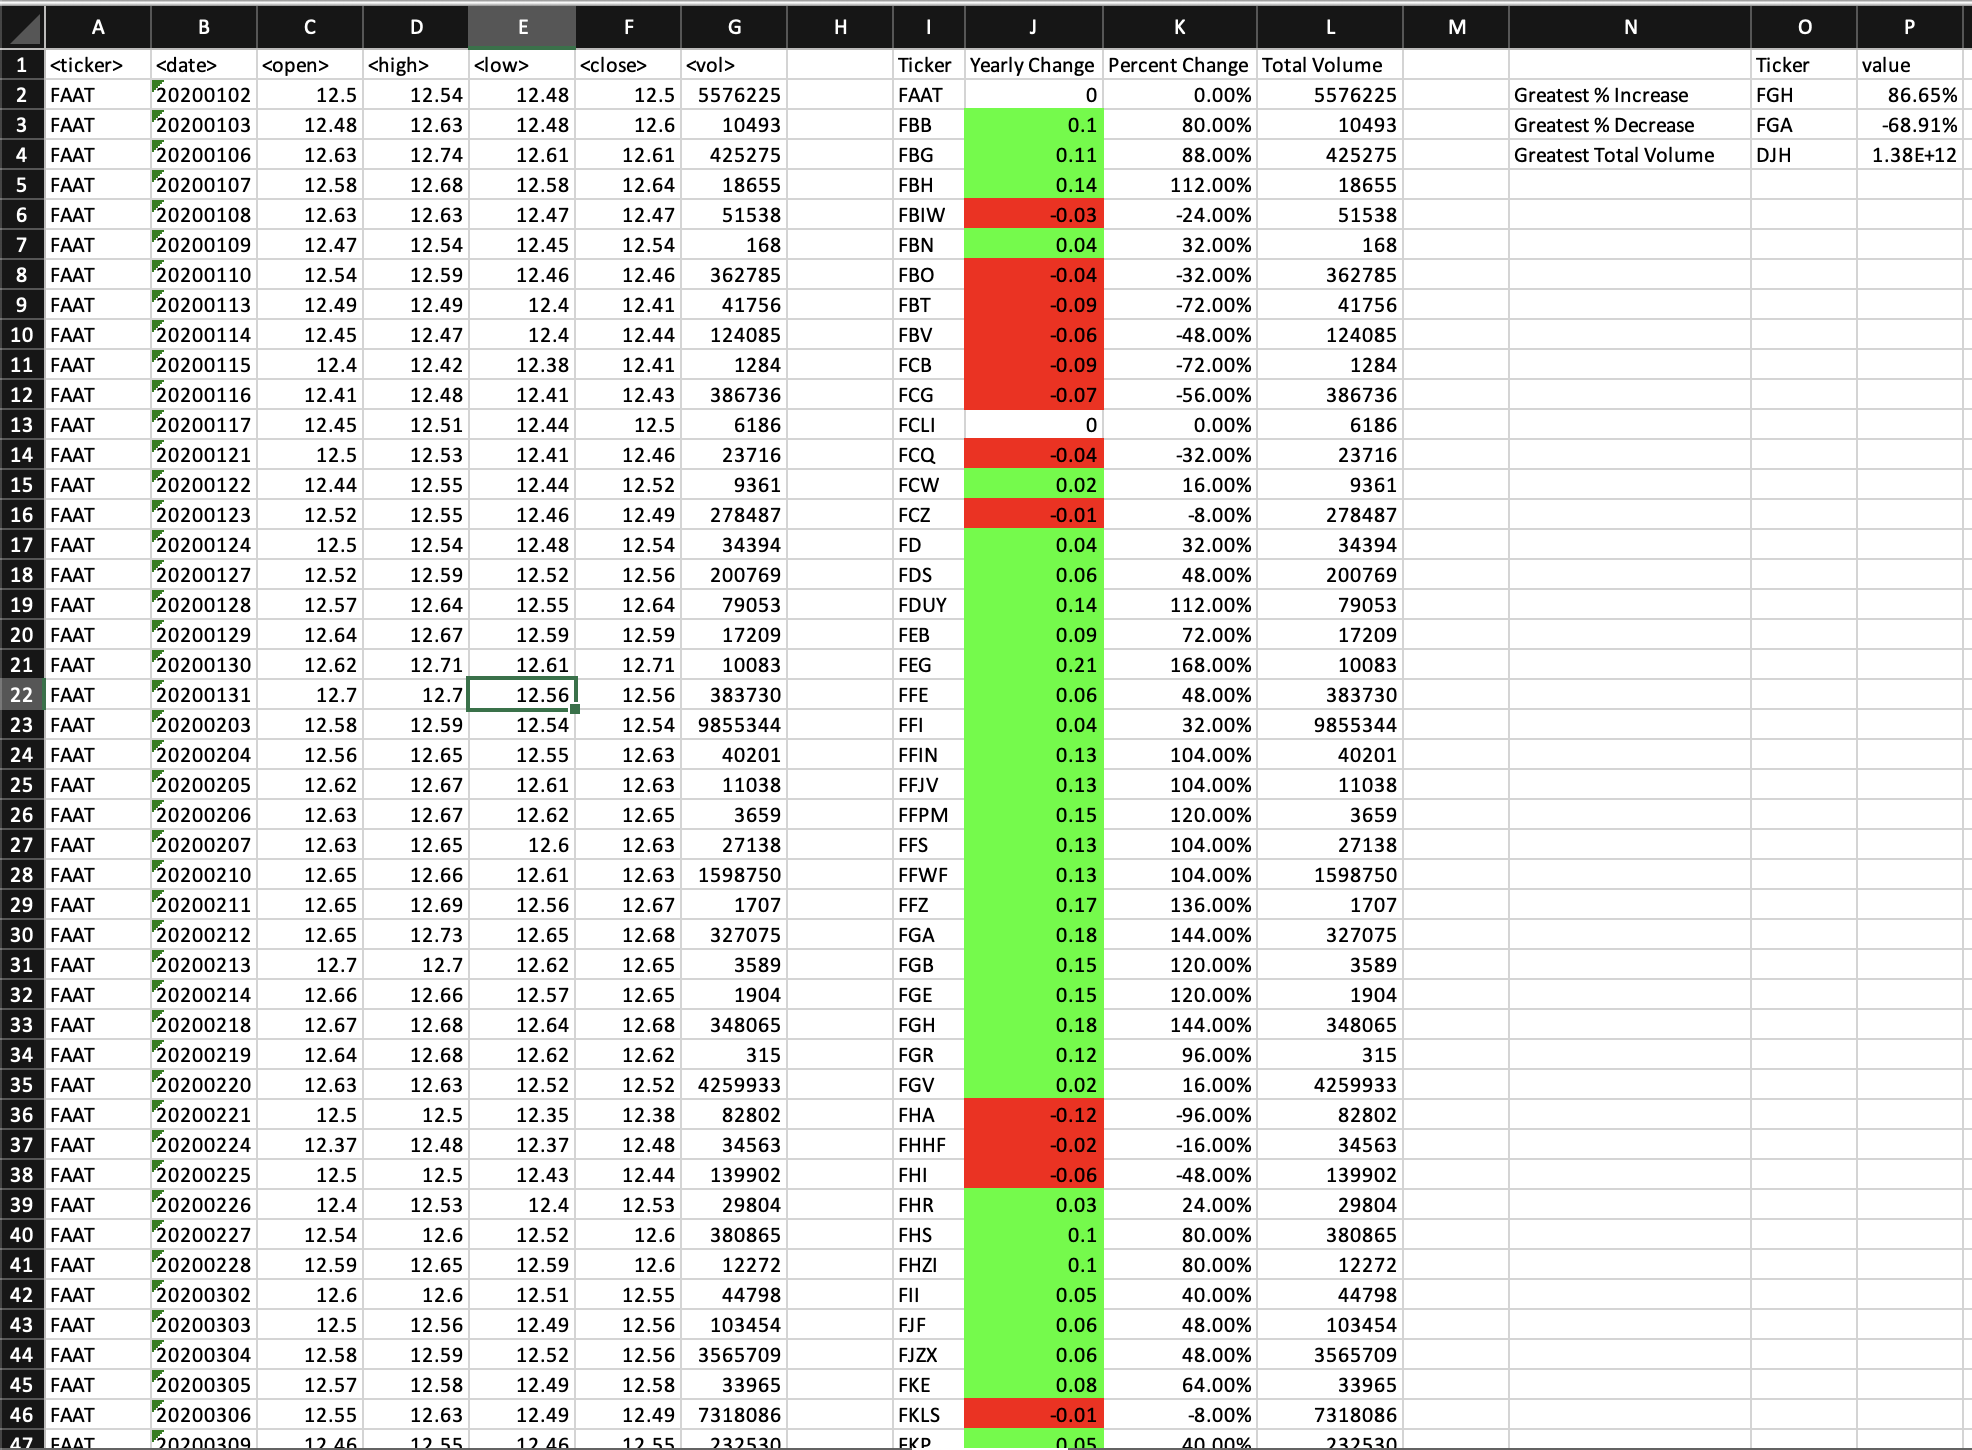 A B C D E F G H I J K L M N O P
1 <ticker> <date> <open> <high> <low> <close> <vol> Ticker Yearly Change Percent Change Total Volume Ticker value
2 FAAT 20200102 12.5 12.54 12.48 12.5 5576225 FAAT 0 0.00% 5576225 Greatest % Increase FGH 86.65%
3 FAAT 20200103 12.48 12.63 12.48 12.6 10493 FBB 0.1 80.00% 10493 Greatest % Decrease FGA -68.91%
4 FAAT 20200106 12.63 12.74 12.61 12.61 425275 FBG 0.11 88.00% 425275 Greatest Total Volume DJH 1.38E+12
5 FAAT 20200107 12.58 12.68 12.58 12.64 18655 FBH 0.14 112.00% 18655
6 FAAT 20200108 12.63 12.63 12.47 12.47 51538 FBIW -0.03 -24.00% 51538
7 FAAT 20200109 12.47 12.54 12.45 12.54 168 FBN 0.04 32.00% 168
8 FAAT 20200110 12.54 12.59 12.46 12.46 362785 FBO -0.04 -32.00% 362785
9 FAAT 20200113 12.49 12.49 12.4 12.41 41756 FBT -0.09 -72.00% 41756
10 FAAT 20200114 12.45 12.47 12.4 12.44 124085 FBV -0.06 -48.00% 124085
11 FAAT 20200115 12.4 12.42 12.38 12.41 1284 FCB -0.09 -72.00% 1284
12 FAAT 20200116 12.41 12.48 12.41 12.43 386736 FCG -0.07 -56.00% 386736
13 FAAT 20200117 12.45 12.51 12.44 12.5 6186 FCLI 0 0.00% 6186
14 FAAT 20200121 12.5 12.53 12.41 12.46 23716 FCQ -0.04 -32.00% 23716
15 FAAT 20200122 12.44 12.55 12.44 12.52 9361 FCW 0.02 16.00% 9361
16 FAAT 20200123 12.52 12.55 12.46 12.49 278487 FCZ -0.01 -8.00% 278487
17 FAAT 20200124 12.5 12.54 12.48 12.54 34394 FD 0.04 32.00% 34394
18 FAAT 20200127 12.52 12.59 12.52 12.56 200769 FDS 0.06 48.00% 200769
19 FAAT 20200128 12.57 12.64 12.55 12.64 79053 FDUY 0.14 112.00% 79053
20 FAAT 20200129 12.64 12.67 12.59 12.59 17209 FEB 0.09 72.00% 17209
21 FAAT 20200130 12.62 12.71 12.61 12.71 10083 FEG 0.21 168.00% 10083
22 FAAT 20200131 12.7 12.7 12.56 12.56 383730 FFE 0.06 48.00% 383730
23 FAAT 20200203 12.58 12.59 12.54 12.54 9855344 FFI 0.04 32.00% 9855344
24 FAAT 20200204 12.56 12.65 12.55 12.63 40201 FFIN 0.13 104.00% 40201
25 FAAT 20200205 12.62 12.67 12.61 12.63 11038 FFJV 0.13 104.00% 11038
26 FAAT 20200206 12.63 12.67 12.62 12.65 3659 FFPM 0.15 120.00% 3659
27 FAAT 20200207 12.63 12.65 12.6 12.63 27138 FFS 0.13 104.00% 27138
28 FAAT 20200210 12.65 12.66 12.61 12.63 1598750 FFWF 0.13 104.00% 1598750
29 FAAT 20200211 12.65 12.69 12.56 12.67 1707 FFZ 0.17 136.00% 1707
30 FAAT 20200212 12.65 12.73 12.65 12.68 327075 FGA 0.18 144.00% 327075
31 FAAT 20200213 12.7 12.7 12.62 12.65 3589 FGB 0.15 120.00% 3589
32 FAAT 20200214 12.66 12.66 12.57 12.65 1904 FGE 0.15 120.00% 1904
33 FAAT 20200218 12.67 12.68 12.64 12.68 348065 FGH 0.18 144.00% 348065
34 FAAT 20200219 12.64 12.68 12.62 12.62 315 FGR 0.12 96.00% 315
35 FAAT 20200220 12.63 12.63 12.52 12.52 4259933 FGV 0.02 16.00% 4259933
36 FAAT 20200221 12.5 12.5 12.35 12.38 82802 FHA -0.12 -96.00% 82802
37 FAAT 20200224 12.37 12.48 12.37 12.48 34563 FHHF -0.02 -16.00% 34563
38 FAAT 20200225 12.5 12.5 12.43 12.44 139902 FHI -0.06 -48.00% 139902
39 FAAT 20200226 12.4 12.53 12.4 12.53 29804 FHR 0.03 24.00% 29804
40 FAAT 20200227 12.54 12.6 12.52 12.6 380865 FHS 0.1 80.00% 380865
41 FAAT 20200228 12.59 12.65 12.59 12.6 12272 FHZI 0.1 80.00% 12272
42 FAAT 20200302 12.6 12.6 12.51 12.55 44798 FII 0.05 40.00% 44798
43 FAAT 20200303 12.5 12.56 12.49 12.56 103454 FJF 0.06 48.00% 103454
44 FAAT 20200304 12.58 12.59 12.52 12.56 3565709 FJZX 0.06 48.00% 3565709
45 FAAT 20200305 12.57 12.58 12.49 12.58 33965 FKE 0.08 64.00% 33965
46 FAAT 20200306 12.55 12.63 12.49 12.49 7318086 FKLS -0.01 -8.00% 7318086
47 FAAT 20200309 12.46 12.55 12.46 12.55 232530 FKP 0.05 40.00% 232530